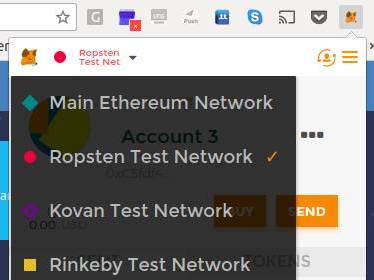 Push
Ropsten
Test Net
Main Ethereum Network
Account 3
Ropsten Test Network
Kovan Test Network
0.00 USD
BUY
SEND
Rinkeby Test Network
SENT
TOKENS